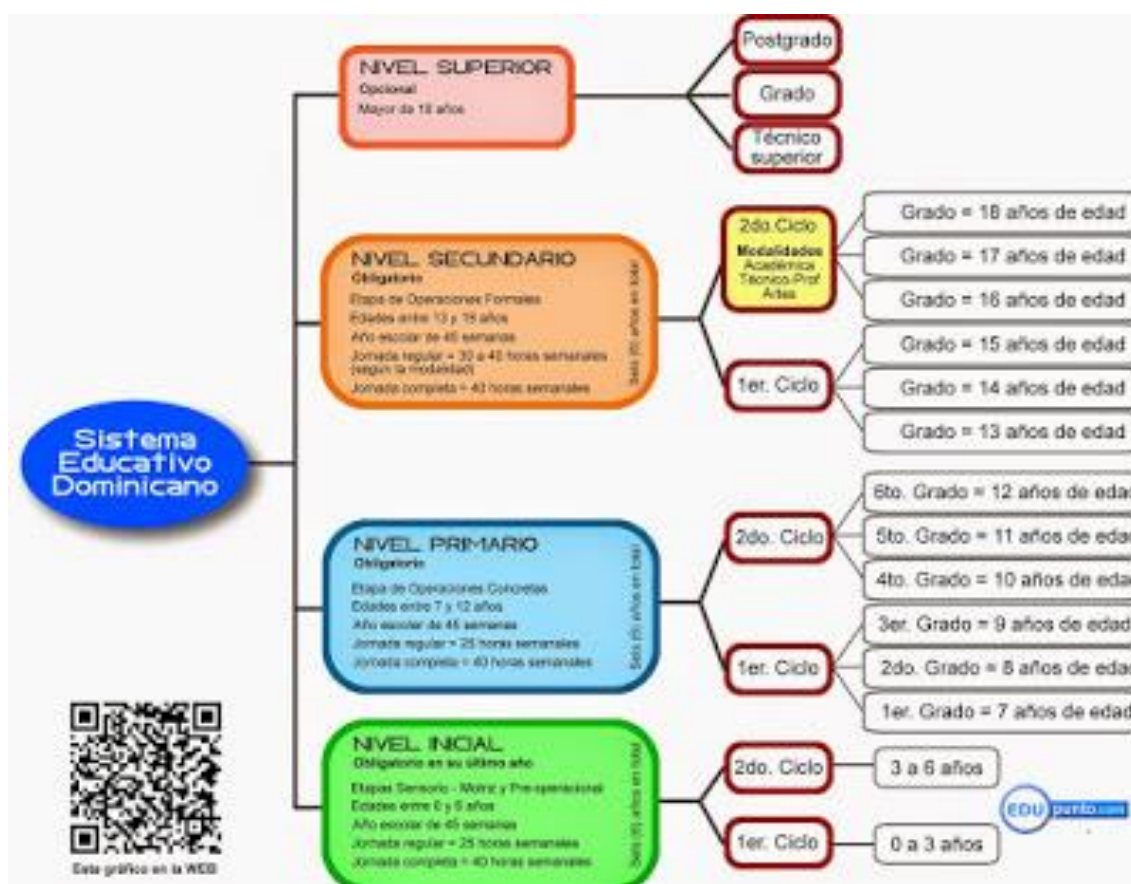 Sistema
Educativo
Dominicano
NIVEL SUPERIOR
Opcional
Mayor de 18 años
Postgrado
Grado
Técnico
superior
NIVEL SECUNDARIO
Obligatorio
Etapa de Operaciones Formales
Edades entre 13 y 18 años
Año escolar de 45 semanas
Jornada regular = 30 a 40 horas semanales
(según la modalidad)
Jornada completa = 40 horas semanales
Seis (6) años en total
2do. Ciclo
Modalidades
Académica
Técnico-Prof
Artes
Grado = 18 años de edad
Grado = 17 años de edad
Grado = 16 años de edad
1er. Ciclo
Grado = 15 años de edad
Grado = 14 años de edad
Grado = 13 años de edad
NIVEL PRIMARIO
Obligatorio
Etapa de Operaciones Concretas
Edades entre 7 y 12 años
Año escolar de 45 semanas
Jornada regular = 25 horas semanales
Jornada completa = 40 horas semanales
Seis (6) años en total
2do. Ciclo
6to. Grado = 12 años de edad
5to. Grado = 11 años de edad
4to. Grado = 10 años de edad
1er. Ciclo
3er. Grado = 9 años de edad
2do. Grado = 8 años de edad
1er. Grado = 7 años de edad
NIVEL INICIAL
Obligatorio en su último año
Etapas Sensorio - Motriz y Pre-operacional
Edades entre 0 y 6 años
Año escolar de 45 semanas
Jornada regular = 25 horas semanales
Jornada completa = 40 horas semanales
Seis (6) años en total
2do. Ciclo
3 a 6 años
1er. Ciclo
0 a 3 años
EDU punto.com
Este gráfico en la WEB